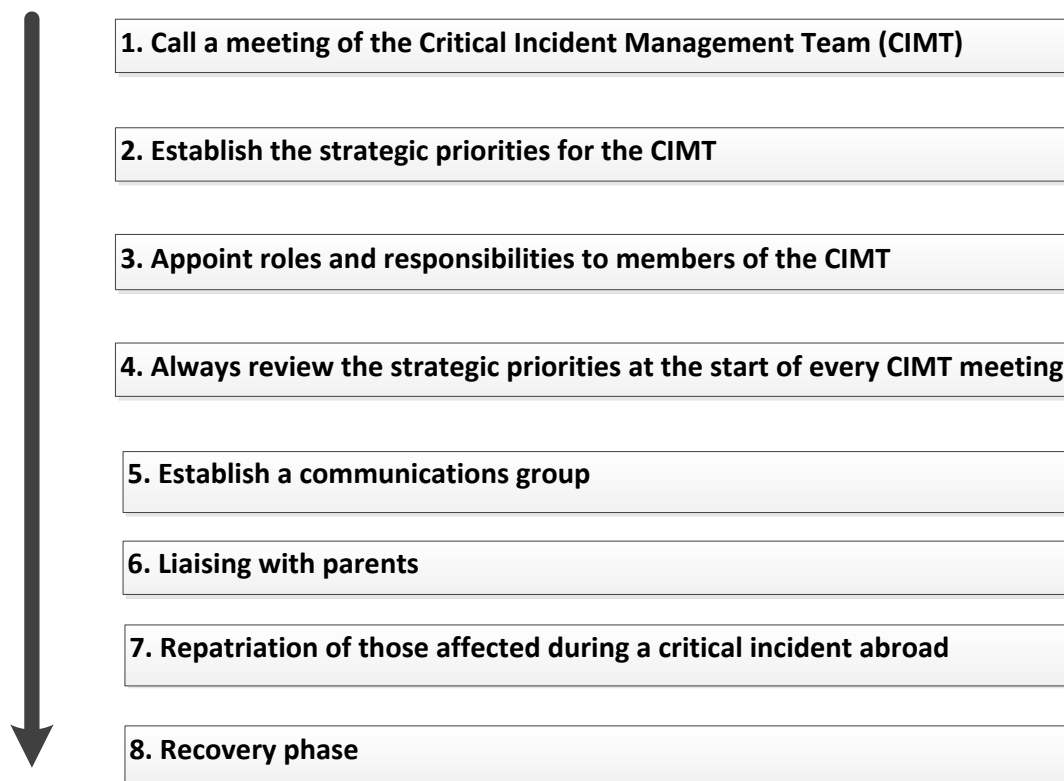 1. Call a meeting of the Critical Incident Management Team (CIMT)
2. Establish the strategic priorities for the CIMT
3. Appoint roles and responsibilities to members of the CIMT
4. Always review the strategic priorities at the start of every CIMT meeting
5. Establish a communications group
6. Liaising with parents
7. Repatriation of those affected during a critical incident abroad
8. Recovery phase